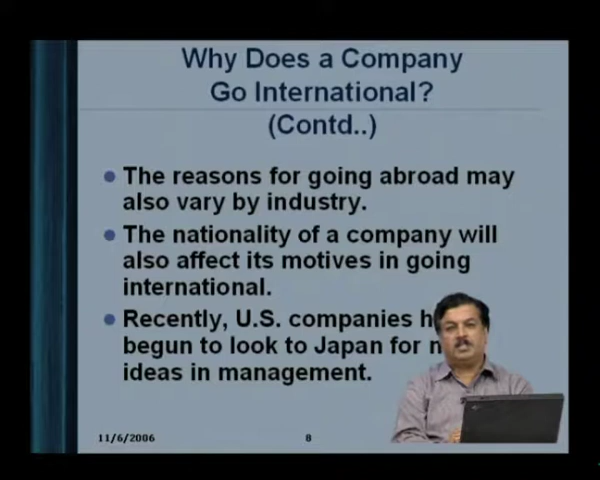 Why Does a Company
Go International?
(Contd..)
The reasons for going abroad may
also vary by industry.
The nationality of a company will
also affect its motives in going
international.
Recently, U.S. companies h
begun to look to Japan for
ideas in management.
11/6/2006
8